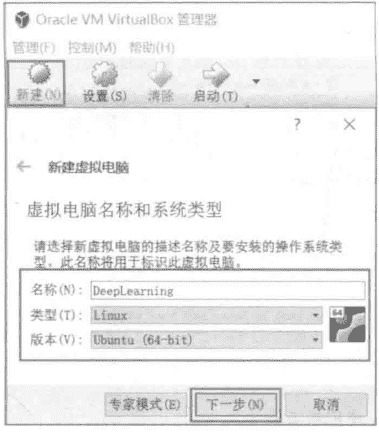 Oracle VM VirtualBox 管理器
管理(F) 控制(M) 帮助(H)
新建(N) 设置(S) 清除 启动(T)
? ×
← 新建虚拟电脑
虚拟电脑名称和系统类型
请选择新虚拟电脑的描述名称及要安装的操作系统类
型。此名称将用于标识此虚拟电脑。
名称(N): DeepLearning
类型(T): Linux
64
版本(V): Ubuntu (64-bit)
专家模式(E) 下一步(N) 取消